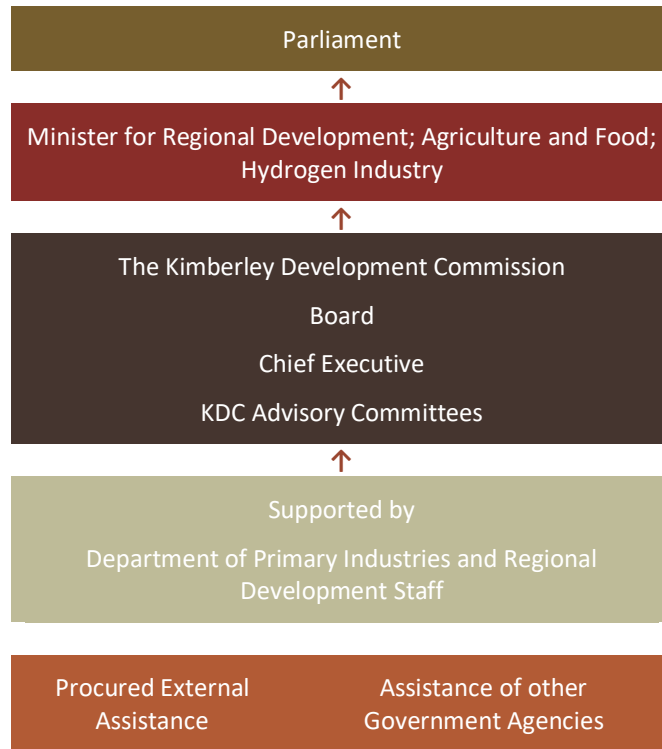 Parliament
Minister for Regional Development; Agriculture and Food;
Hydrogen Industry
The Kimberley Development Commission
Board
Chief Executive
KDC Advisory Committees
Supported by
Department of Primary Industries and Regional
Development Staff
Procured External
Assistance
Assistance of other
Government Agencies